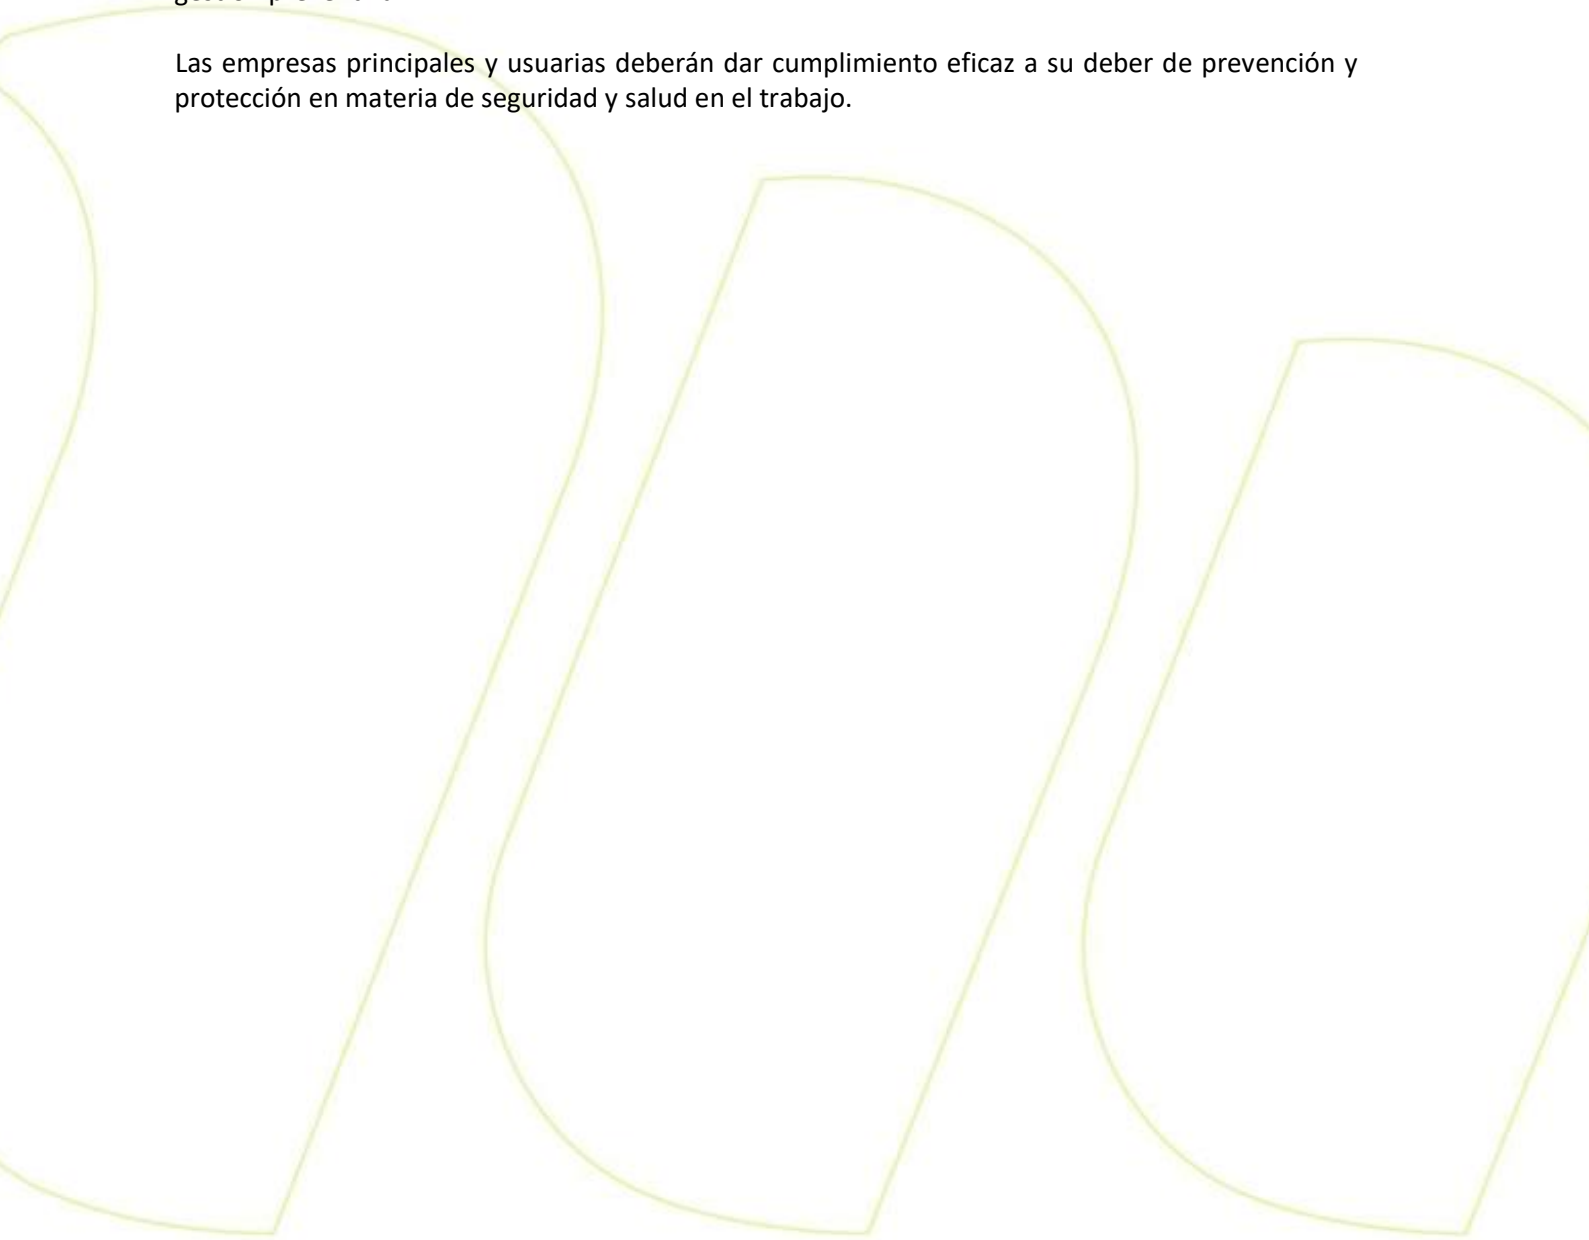 Las empresas principales y usuarias deberán dar cumplimiento eficaz a su deber de prevención y
protección en materia de seguridad y salud en el trabajo.